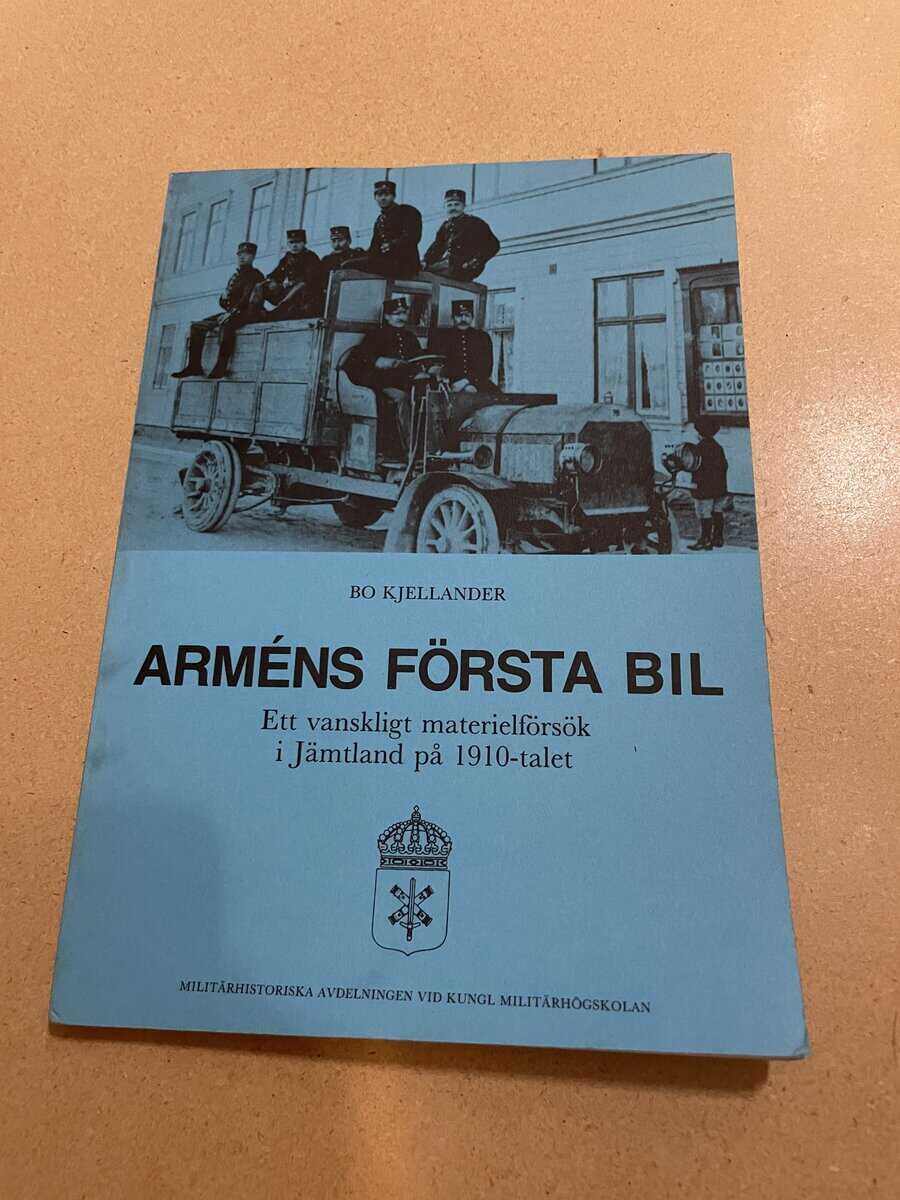 BO KJELLANDER
ARMÉNS FÖRSTA BIL
Ett vanskligt materielförsök
i Jämtland på 1910-talet
MILITÄRHISTORISKA AVDELNINGEN VID KUNGL MILITÄRHÖGSKOLAN